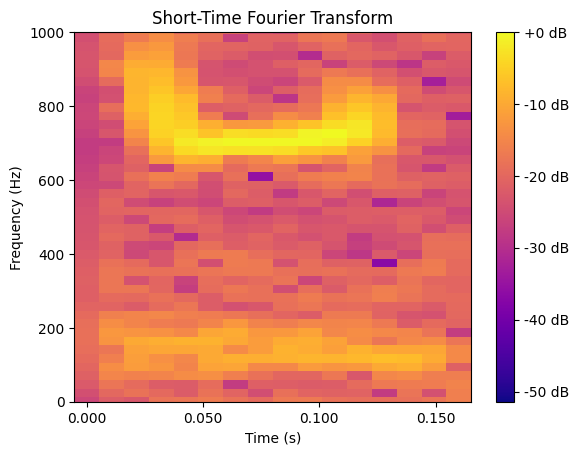 Short-Time Fourier Transform
1000
800
600
400
200
0
Frequency (Hz)
0.000
0.050
0.100
0.150
Time (s)
+0 dB
-10 dB
-20 dB
-30 dB
-40 dB
-50 dB